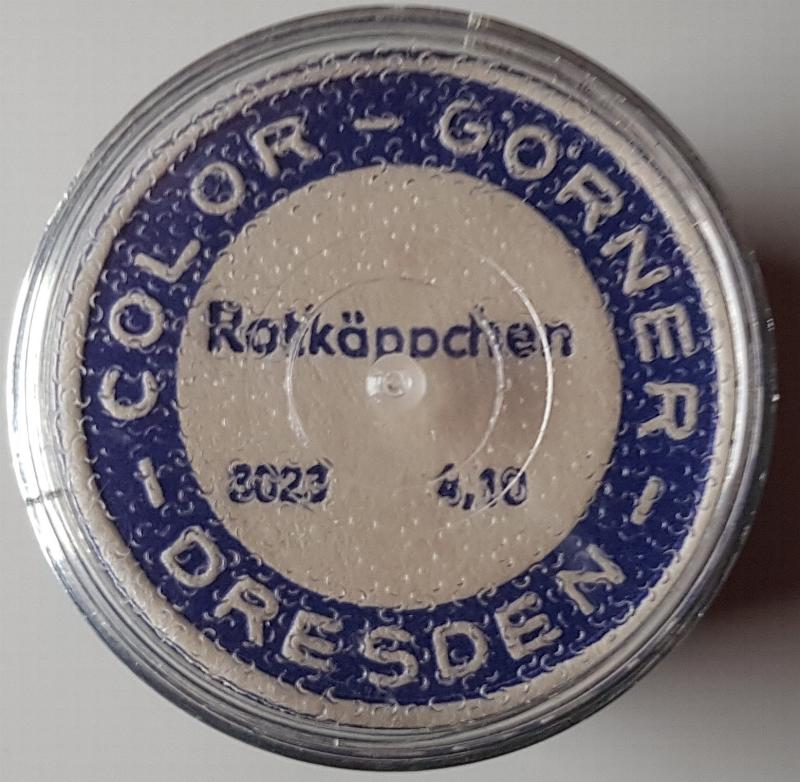 COLOR - GÖRNER
- DRESDEN -
Rotkäppchen
3023 4,10